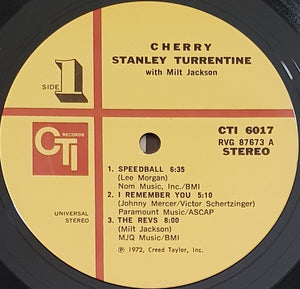 CHERRY
STANLEY TURRENTINE
with Milt Jackson
SIDE 1
CTI 6017
RVG 87673 A
STEREO
CTI RECORDS
UNIVERSAL
STEREO
1. SPEEDBALL 6:35
(Lee Morgan)
Nom Music, Inc./BMI
2. I REMEMBER YOU 5:10
(Johnny Mercer/Victor Schertzinger)
Paramount Music/ASCAP
3. THE REVS 8:00
(Milt Jackson)
MJQ Music/BMI
℗ 1972, Creed Taylor, Inc.